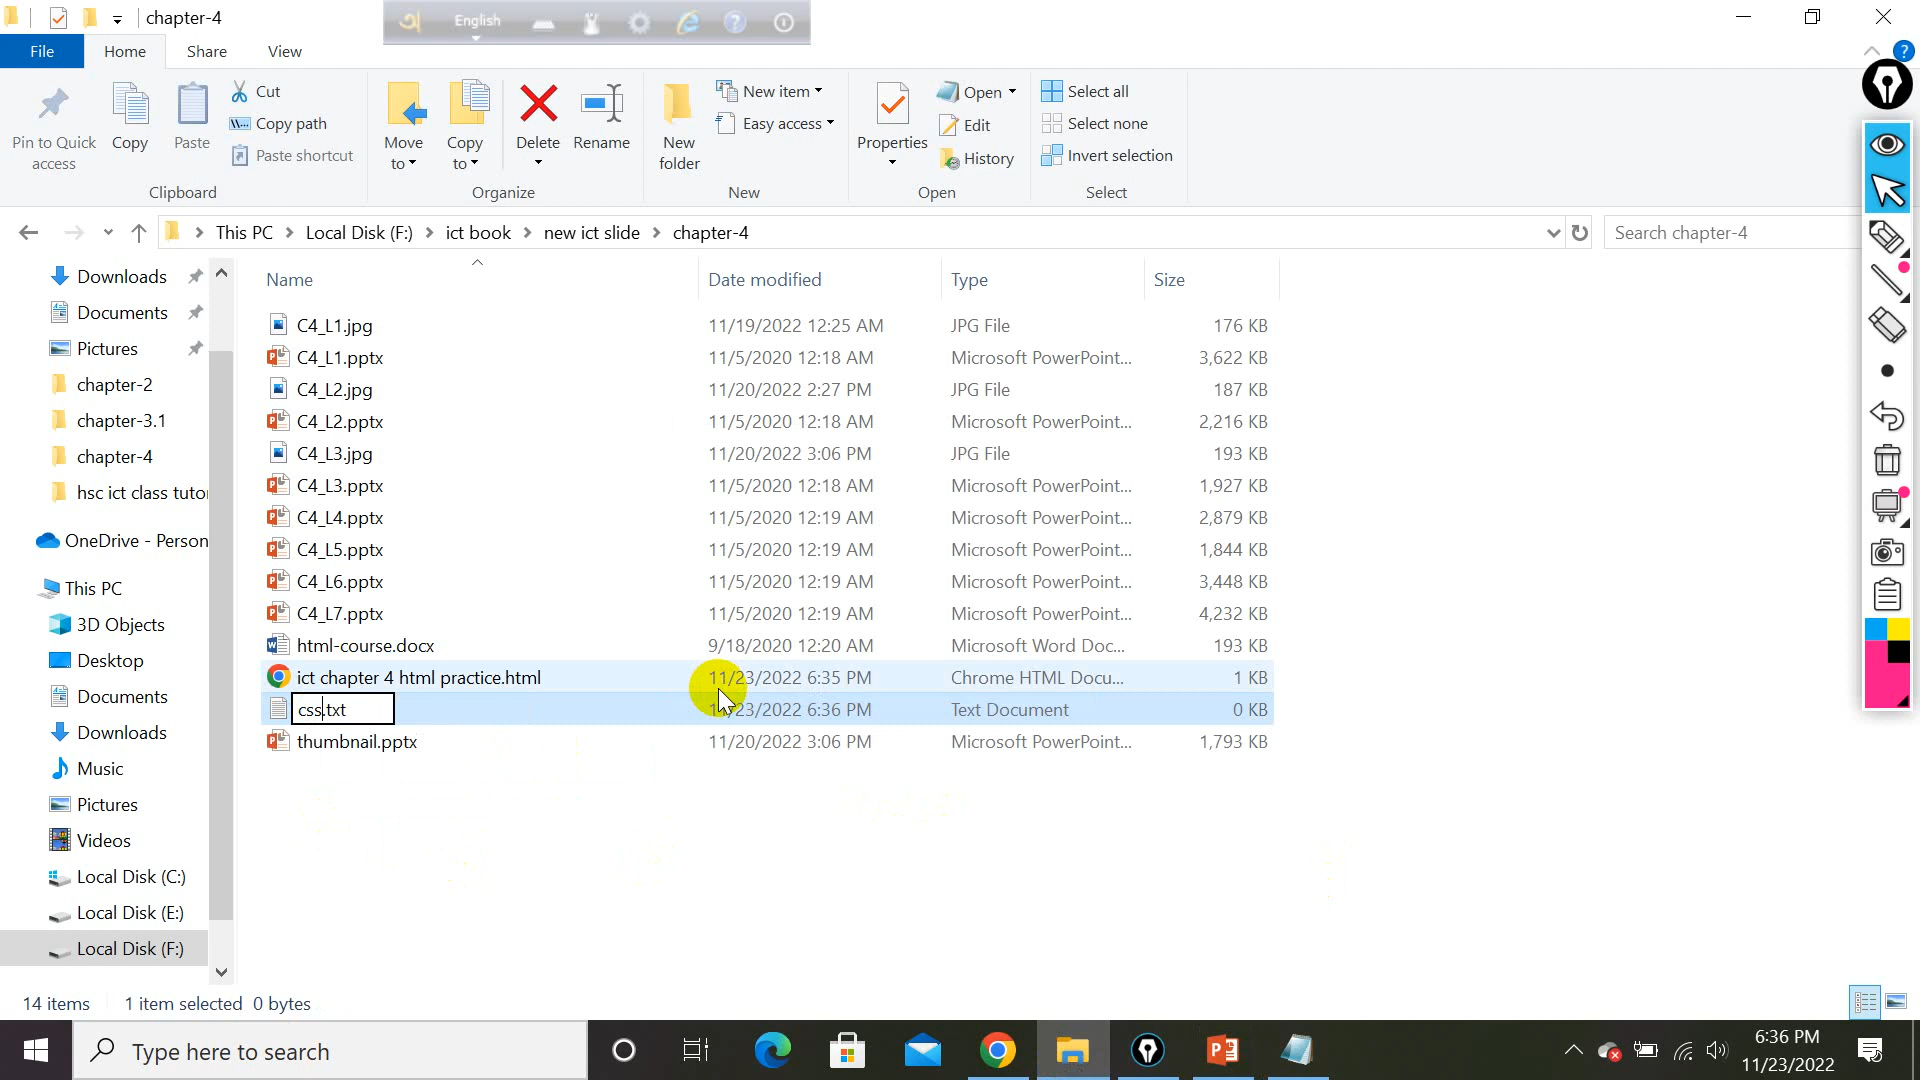 chapter-4
অ English
File Home Share View
Pin to Quick access
Copy
Paste
Cut
Copy path
Paste shortcut
Clipboard
Move to
Copy to
Delete
Rename
Organize
New folder
New item
Easy access
New
Properties
Open
Edit
History
Open
Select all
Select none
Invert selection
Select
This PC Local Disk (F:) ict book new ict slide chapter-4
Search chapter-4
Downloads
Documents
Pictures
chapter-2
chapter-3.1
chapter-4
hsc ict class tutor
OneDrive - Person
This PC
3D Objects
Desktop
Documents
Downloads
Music
Pictures
Videos
Local Disk (C:)
Local Disk (E:)
Local Disk (F:)
Name Date modified Type Size
C4_L1.jpg 11/19/2022 12:25 AM JPG File 176 KB
C4_L1.pptx 11/5/2020 12:18 AM Microsoft PowerPoint... 3,622 KB
C4_L2.jpg 11/20/2022 2:27 PM JPG File 187 KB
C4_L2.pptx 11/5/2020 12:18 AM Microsoft PowerPoint... 2,216 KB
C4_L3.jpg 11/20/2022 3:06 PM JPG File 193 KB
C4_L3.pptx 11/5/2020 12:18 AM Microsoft PowerPoint... 1,927 KB
C4_L4.pptx 11/5/2020 12:19 AM Microsoft PowerPoint... 2,879 KB
C4_L5.pptx 11/5/2020 12:19 AM Microsoft PowerPoint... 1,844 KB
C4_L6.pptx 11/5/2020 12:19 AM Microsoft PowerPoint... 3,448 KB
C4_L7.pptx 11/5/2020 12:19 AM Microsoft PowerPoint... 4,232 KB
html-course.docx 9/18/2020 12:20 AM Microsoft Word Doc... 193 KB
ict chapter 4 html practice.html 11/23/2022 6:35 PM Chrome HTML Docu... 1 KB
css.txt 11/23/2022 6:36 PM Text Document 0 KB
thumbnail.pptx 11/20/2022 3:06 PM Microsoft PowerPoint... 1,793 KB
14 items 1 item selected 0 bytes
Type here to search
6:36 PM
11/23/2022